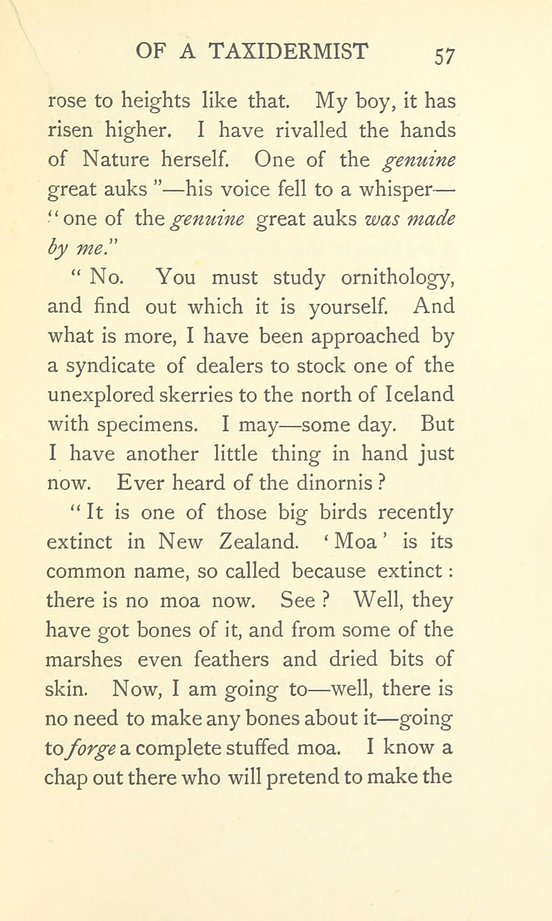 OF A TAXIDERMIST 57
rose to heights like that. My boy, it has
risen higher. I have rivalled the hands
of Nature herself. One of the genuine
great auks ”—his voice fell to a whisper—
“ one of the genuine great auks was made
by me.”
“ No. You must study ornithology,
and find out which it is yourself. And
what is more, I have been approached by
a syndicate of dealers to stock one of the
unexplored skerries to the north of Iceland
with specimens. I may—some day. But
I have another little thing in hand just
now. Ever heard of the dinornis ?
“ It is one of those big birds recently
extinct in New Zealand. ‘ Moa ’ is its
common name, so called because extinct :
there is no moa now. See ? Well, they
have got bones of it, and from some of the
marshes even feathers and dried bits of
skin. Now, I am going to—well, there is
no need to make any bones about it—going
to forge a complete stuffed moa. I know a
chap out there who will pretend to make the